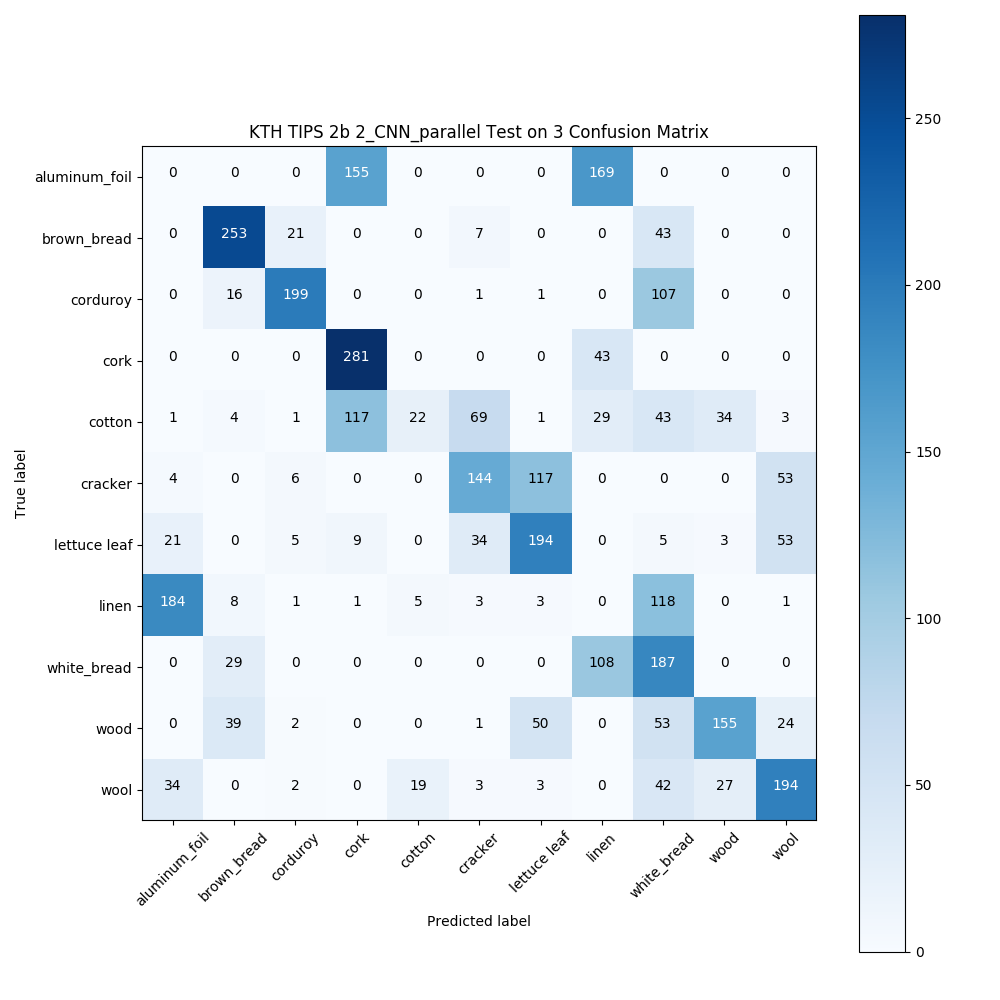 KTH TIPS 2b 2_CNN_parallel Test on 3 Confusion Matrix
True label
aluminum_foil 0 0 0 155 0 0 0 169 0 0 0
brown_bread 0 253 21 0 0 7 0 0 43 0 0
corduroy 0 16 199 0 0 1 1 0 107 0 0
cork 0 0 0 281 0 0 0 43 0 0 0
cotton 1 4 1 117 22 69 1 29 43 34 3
cracker 4 0 6 0 0 144 117 0 0 0 53
lettuce leaf 21 0 5 9 0 34 194 0 5 3 53
linen 184 8 1 1 5 3 3 0 118 0 1
white_bread 0 29 0 0 0 0 0 108 187 0 0
wood 0 39 2 0 0 1 50 0 53 155 24
wool 34 0 2 0 19 3 3 0 42 27 194
aluminum_foil brown_bread corduroy cork cotton cracker lettuce leaf linen white_bread wood wool
Predicted label
250
200
150
100
50
0